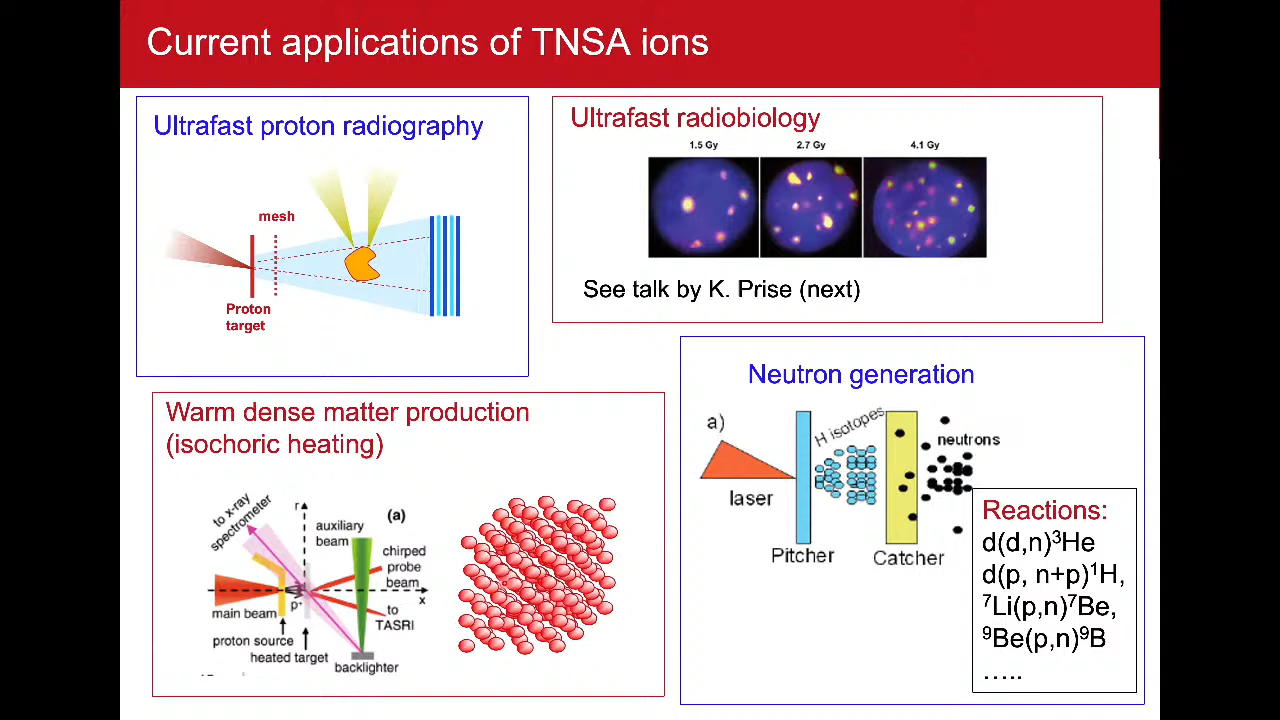 Current applications of TNSA ions
Ultrafast proton radiography
mesh
Proton
target
Ultrafast radiobiology
1.5 Gy
2.7 Gy
4.1 Gy
See talk by K. Prise (next)
Warm dense matter production
(isochoric heating)
to x-ray
spectrometer
r
(a)
auxiliary
beam
chirped
probe
beam
x
main beam
p+
to
TASRI
proton source
heated target
backlighter
Neutron generation
a)
H isotopes
neutrons
laser
Pitcher
Catcher
Reactions:
d(d,n)³He
d(p, n+p)¹H,
⁷Li(p,n)⁷Be,
⁹Be(p,n)⁹B
…..